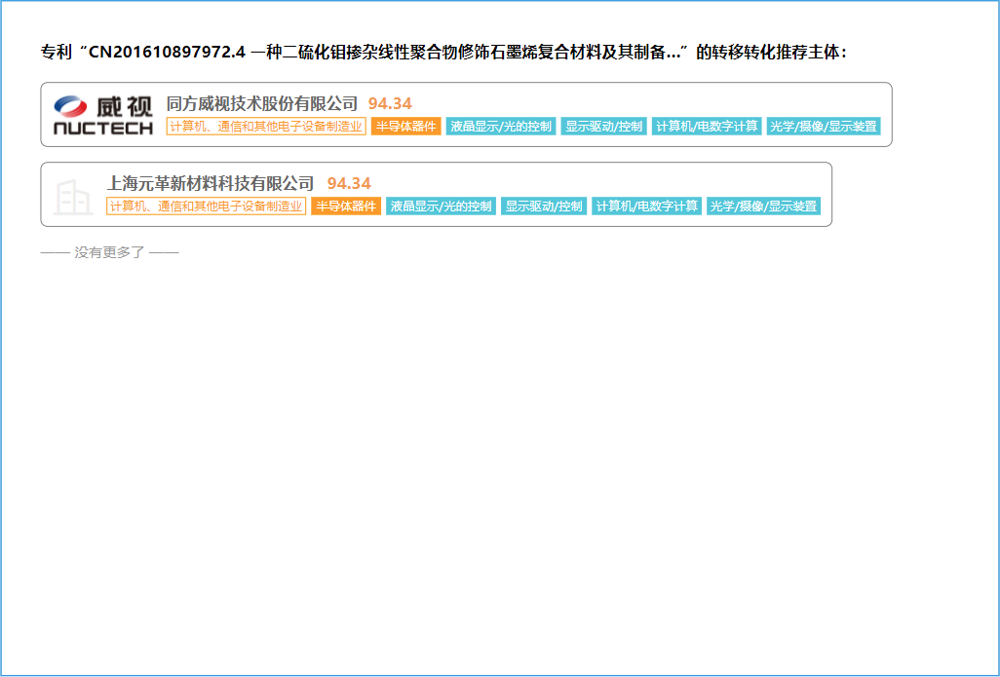 专利“CN201610897972.4 一种二硫化钼掺杂线性聚合物修饰石墨烯复合材料及其制备...”的转移转化推荐主体：
威视
NUCTECH
同方威视技术股份有限公司 94.34
计算机、通信和其他电子设备制造业 半导体器件 液晶显示/光的控制 显示驱动/控制 计算机/电数字计算 光学/摄像/显示装置
上海元革新材料科技有限公司 94.34
计算机、通信和其他电子设备制造业 半导体器件 液晶显示/光的控制 显示驱动/控制 计算机/电数字计算 光学/摄像/显示装置
—— 没有更多了 ——